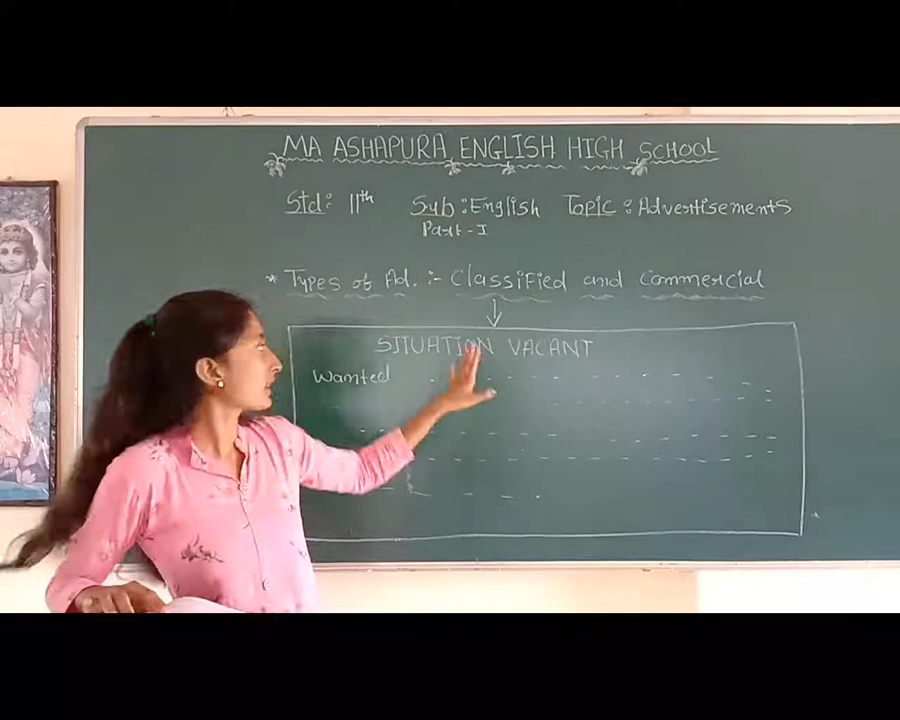 MA ASHAPURA ENGLISH HIGH SCHOOL
Std: 11th Sub: English Topic: Advertisements
Part-I
* Types of Ad. :- Classified and Commercial
SITUATION VACANT
Wanted